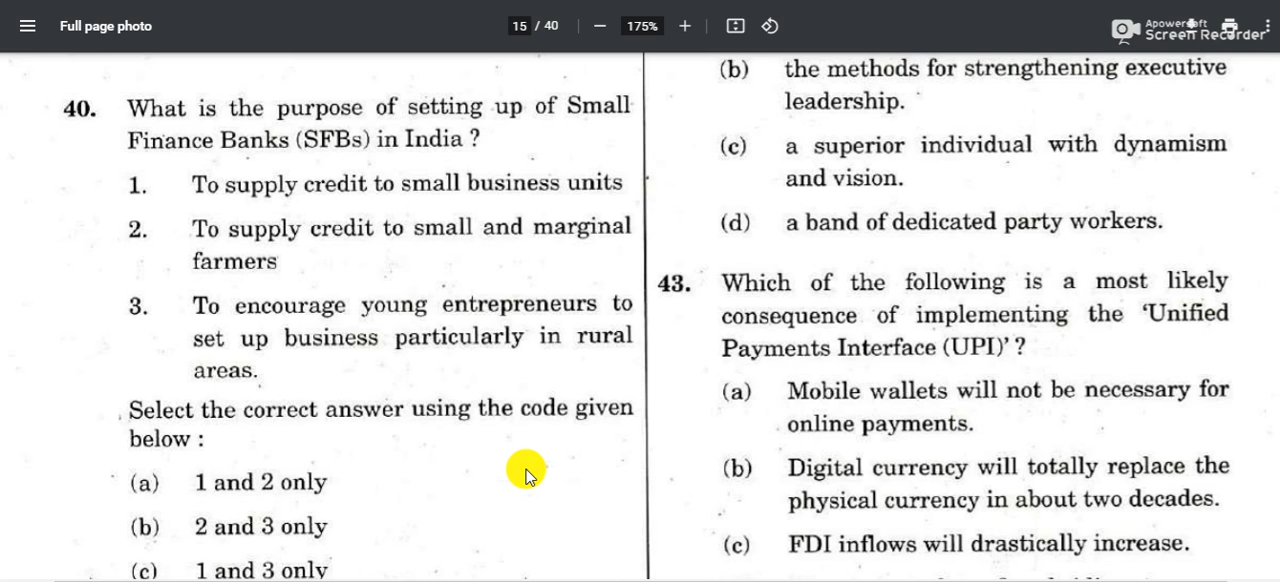 Full page photo
15 / 40
175%
Apowersoft
Screen Recorder
40. What is the purpose of setting up of Small
Finance Banks (SFBs) in India ?
1. To supply credit to small business units
2. To supply credit to small and marginal
farmers
3. To encourage young entrepreneurs to
set up business particularly in rural
areas.
Select the correct answer using the code given
below :
(a) 1 and 2 only
(b) 2 and 3 only
(c) 1 and 3 only
(b) the methods for strengthening executive
leadership.
(c) a superior individual with dynamism
and vision.
(d) a band of dedicated party workers.
43. Which of the following is a most likely
consequence of implementing the ‘Unified
Payments Interface (UPI)’ ?
(a) Mobile wallets will not be necessary for
online payments.
(b) Digital currency will totally replace the
physical currency in about two decades.
(c) FDI inflows will drastically increase.